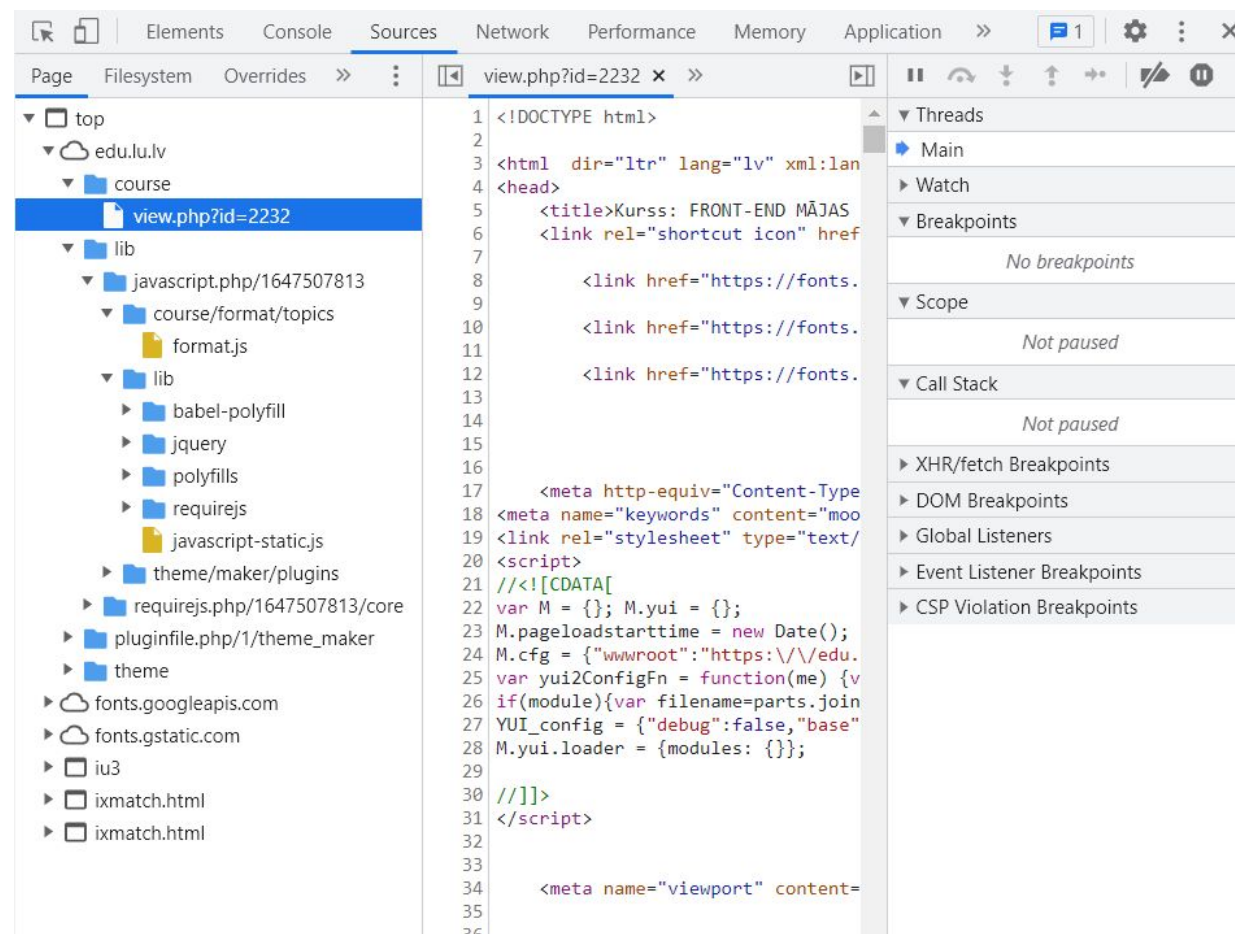 Elements Console Sources Network Performance Memory Application » 1
Page Filesystem Overrides »
top
edu.lu.lv
course
view.php?id=2232
lib
javascript.php/1647507813
course/format/topics
format.js
lib
babel-polyfill
jquery
polyfills
requirejs
javascript-static.js
theme/maker/plugins
requirejs.php/1647507813/core
pluginfile.php/1/theme_maker
theme
fonts.googleapis.com
fonts.gstatic.com
iu3
ixmatch.html
ixmatch.html
view.php?id=2232 × »
1 <!DOCTYPE html>
2
3 <html  dir="ltr" lang="lv" xml:lan
4 <head>
5     <title>Kurss: FRONT-END MĀJAS
6     <link rel="shortcut icon" href
7
8         <link href="https://fonts.
9
10         <link href="https://fonts.
11
12         <link href="https://fonts.
13
14
15
16
17     <meta http-equiv="Content-Type
18 <meta name="keywords" content="moo
19 <link rel="stylesheet" type="text/
20 <script>
21 //<![CDATA[
22 var M = {}; M.yui = {};
23 M.pageloadstarttime = new Date();
24 M.cfg = {"wwwroot":"https:\/\/edu.
25 var yui2ConfigFn = function(me) {v
26 if(module){var filename=parts.join
27 YUI_config = {"debug":false,"base"
28 M.yui.loader = {modules: {}};
29
30 //]]>
31 </script>
32
33
34     <meta name="viewport" content=
35
36
Threads
Main
Watch
Breakpoints
No breakpoints
Scope
Not paused
Call Stack
Not paused
XHR/fetch Breakpoints
DOM Breakpoints
Global Listeners
Event Listener Breakpoints
CSP Violation Breakpoints